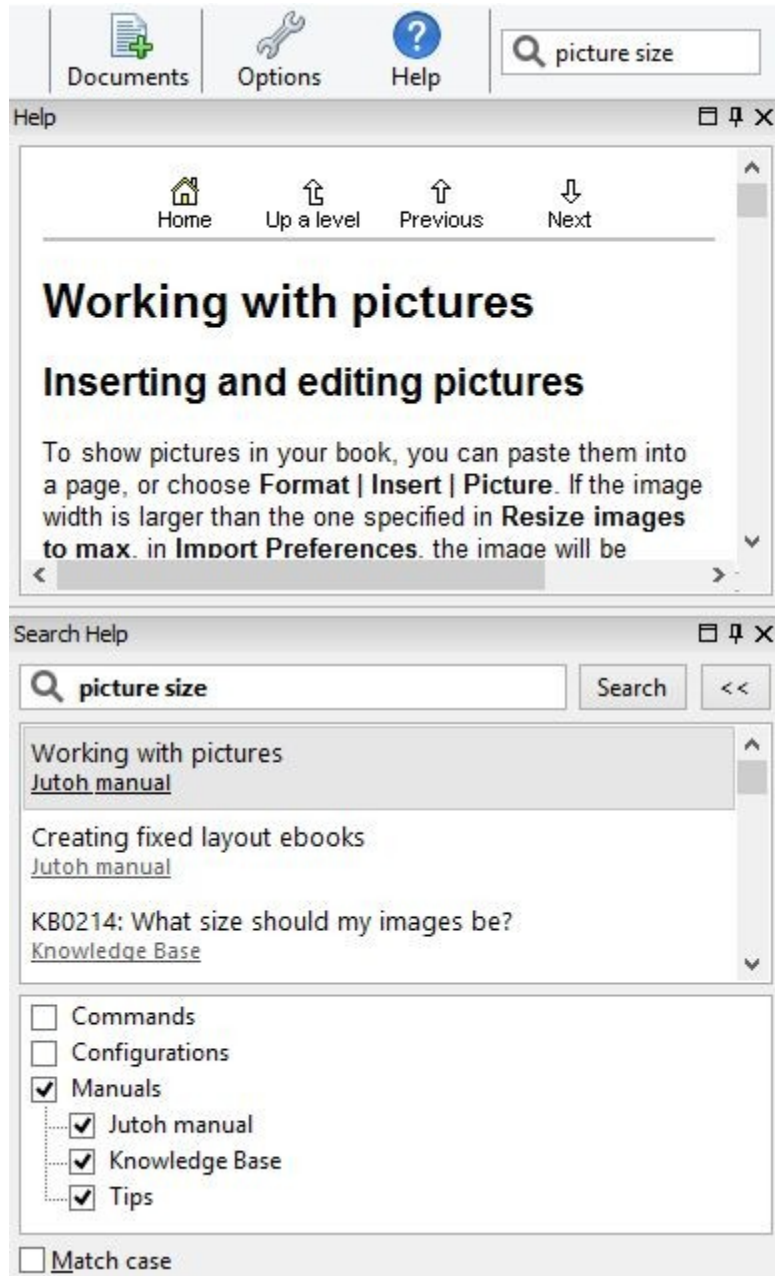 Documents Options Help picture size
Help
Home Up a level Previous Next
Working with pictures
Inserting and editing pictures
To show pictures in your book, you can paste them into
a page, or choose Format | Insert | Picture. If the image
width is larger than the one specified in Resize images
to max. in Import Preferences, the image will be
Search Help
picture size Search <<
Working with pictures
Jutoh manual
Creating fixed layout ebooks
Jutoh manual
KB0214: What size should my images be?
Knowledge Base
Commands
Configurations
Manuals
Jutoh manual
Knowledge Base
Tips
Match case